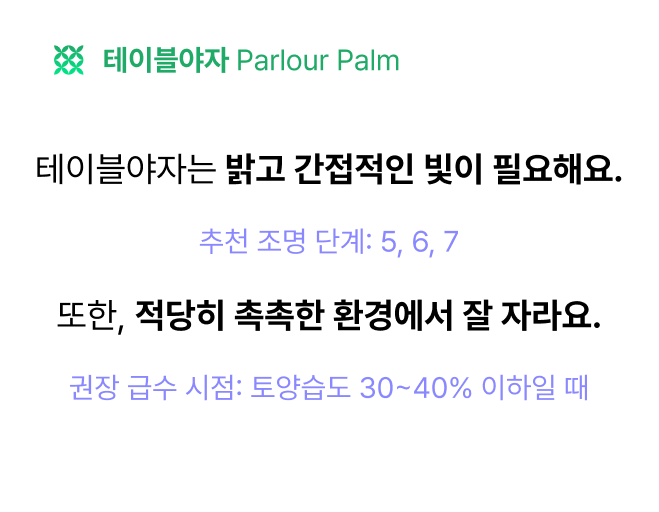 테이블야자 Parlour Palm
테이블야자는 밝고 간접적인 빛이 필요해요.
추천 조명 단계: 5, 6, 7
또한, 적당히 촉촉한 환경에서 잘 자라요.
권장 급수 시점: 토양습도 30~40% 이하일 때